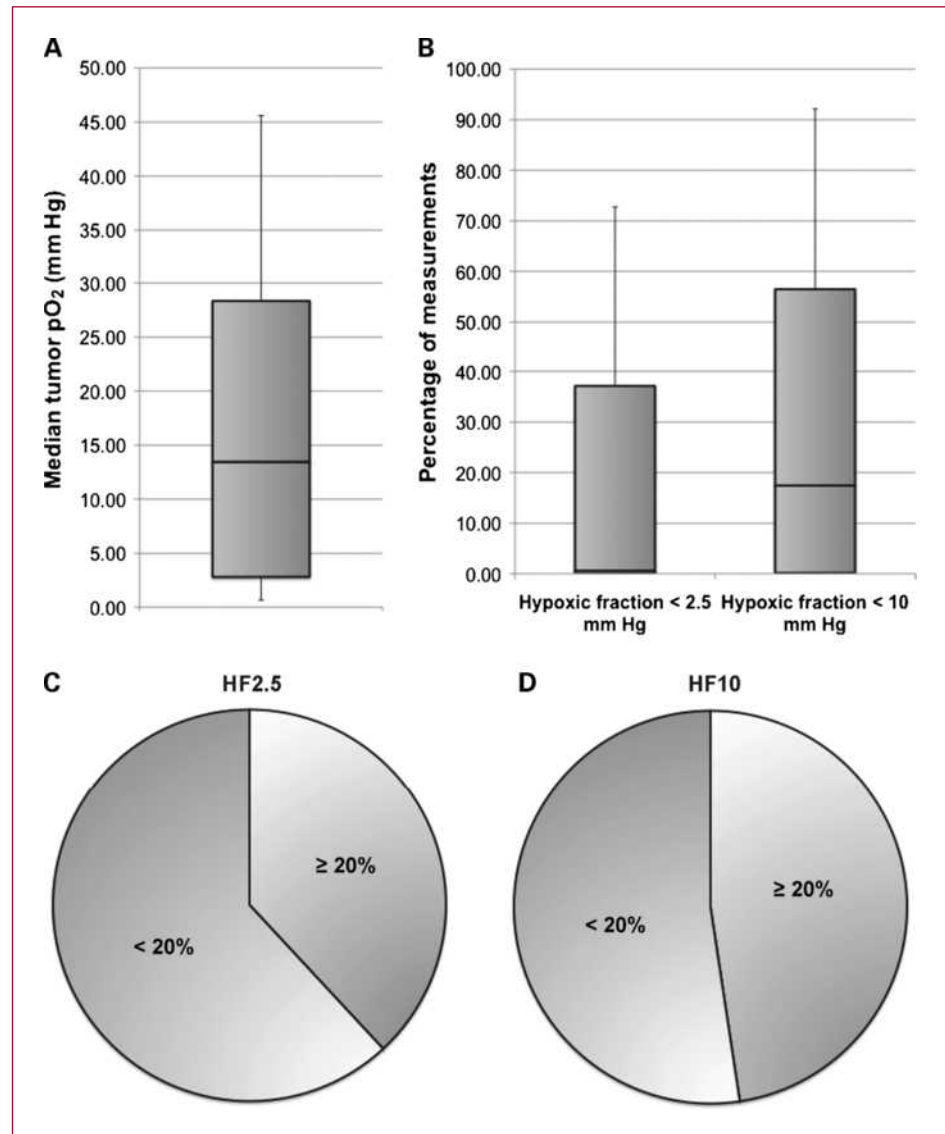 A
Median tumor pO₂ (mm Hg)
50.00
45.00
40.00
35.00
30.00
25.00
20.00
15.00
10.00
5.00
0.00
B
Percentage of measurements
100.00
90.00
80.00
70.00
60.00
50.00
40.00
30.00
20.00
10.00
0.00
Hypoxic fraction < 2.5
mm Hg
Hypoxic fraction < 10
mm Hg
C
HF2.5
≥ 20%
< 20%
D
HF10
≥ 20%
< 20%